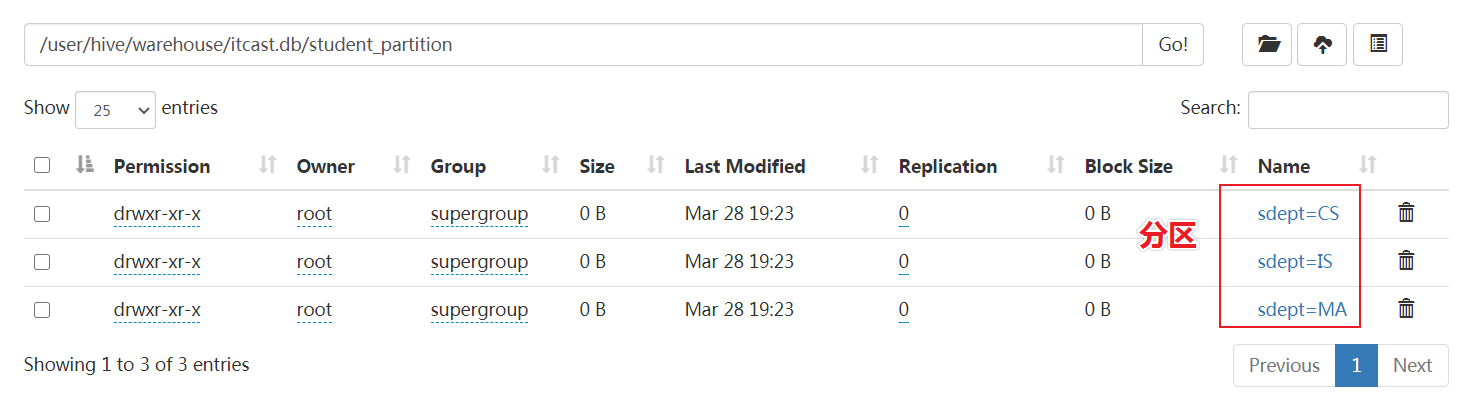 /user/hive/warehouse/itcast.db/student_partition Go!
Show 25 entries Search:
Permission Owner Group Size Last Modified Replication Block Size Name
drwxr-xr-x root supergroup 0 B Mar 28 19:23 0 0 B sdept=CS
分区
drwxr-xr-x root supergroup 0 B Mar 28 19:23 0 0 B sdept=IS
drwxr-xr-x root supergroup 0 B Mar 28 19:23 0 0 B sdept=MA
Showing 1 to 3 of 3 entries Previous 1 Next